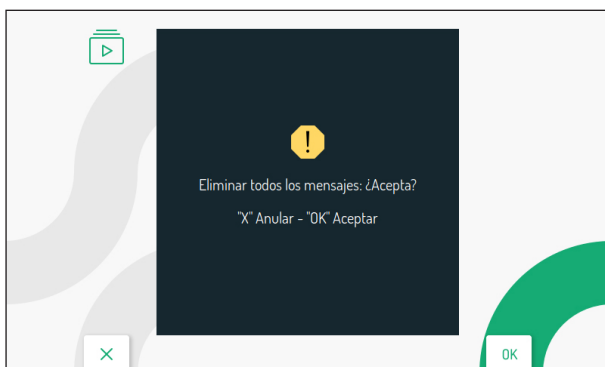 Eliminar todos los mensajes: ¿Acepta?
"X" Anular - "OK" Aceptar
OK